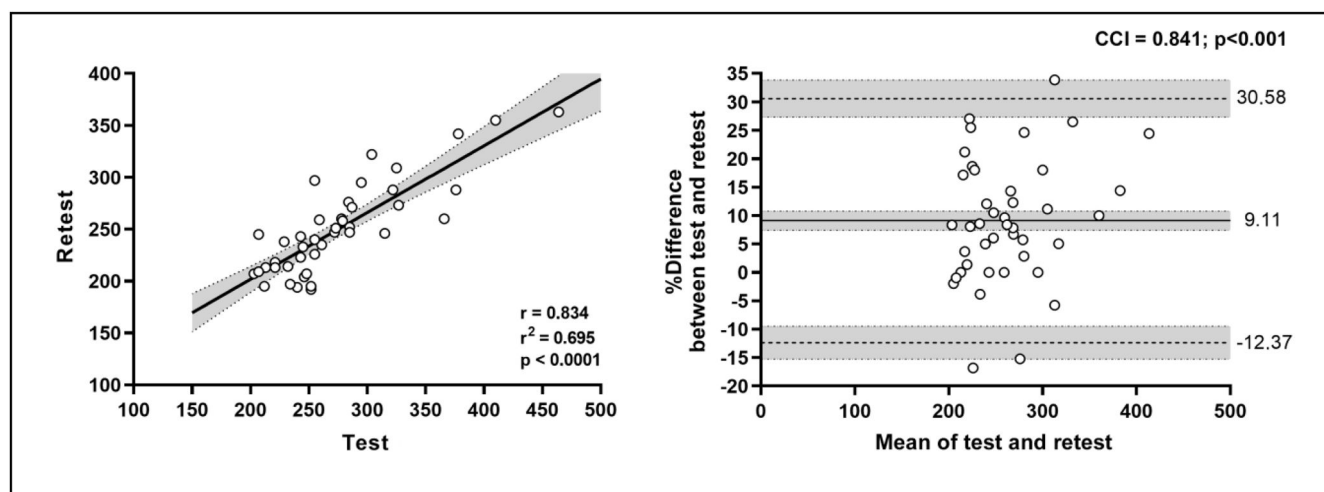 CCI = 0.841; p<0.001
400
350
300
250
200
150
100
Retest
r = 0.834
r² = 0.695
p < 0.0001
100 150 200 250 300 350 400 450 500
Test
35
30
25
20
15
10
5
0
-5
-10
-15
-20
%Difference
between test and retest
30.58
9.11
-12.37
0 100 200 300 400 500
Mean of test and retest